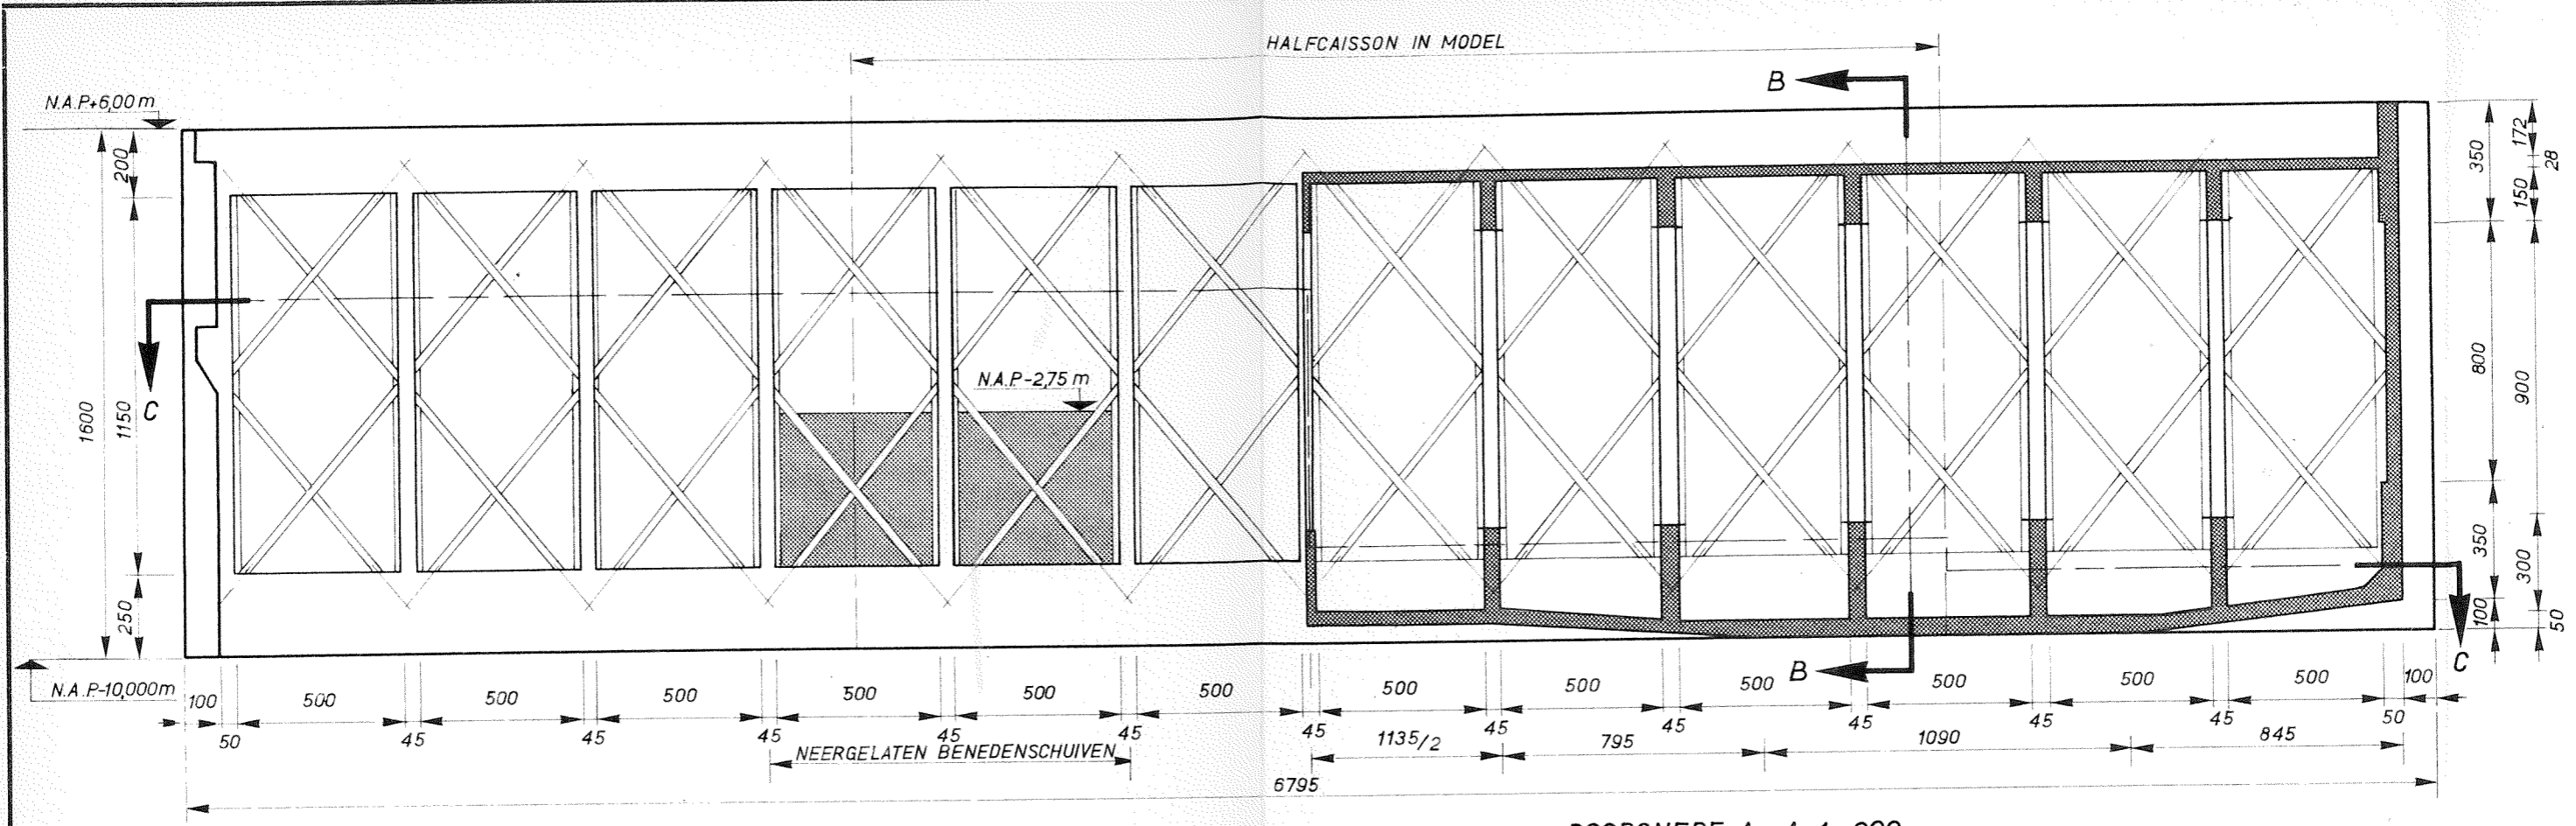 HALFCAISSON IN MODEL
B
N.A.P.+6,00 m
200
172
350
28
150
1600
1150
C
N.A.P.-2,75 m
800
900
250
350
300
100
50
N.A.P.-10,000m
B
C
100 500 500 500 500 500 500 500 500 500 500 500 500 100
50 45 45 45 45 45 45 45 45 45 45 45 50
NEERGELATEN BENEDENSCHUIVEN
1135/2 795 1090 845
6795